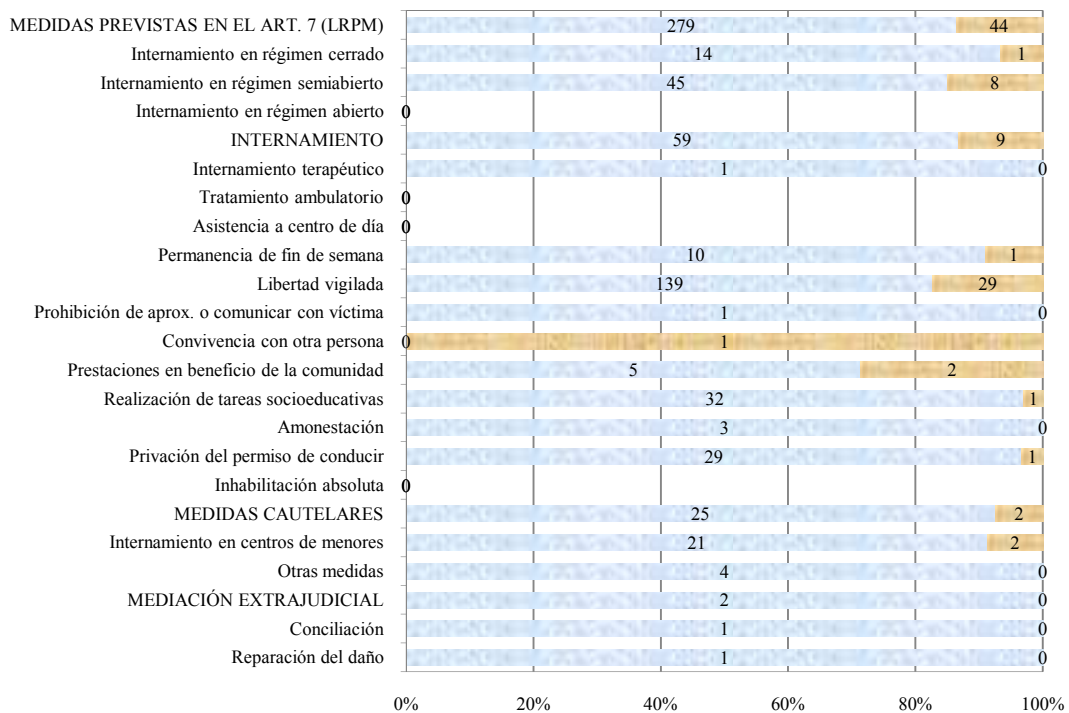 MEDIDAS PREVISTAS EN EL ART. 7 (LRPM) 279 44
Internamiento en régimen cerrado 14 1
Internamiento en régimen semiabierto 45 8
Internamiento en régimen abierto 0
INTERNAMIENTO 59 9
Internamiento terapéutico 1 0
Tratamiento ambulatorio 0
Asistencia a centro de día 0
Permanencia de fin de semana 10 1
Libertad vigilada 139 29
Prohibición de aprox. o comunicar con víctima 1 0
Convivencia con otra persona 0 1
Prestaciones en beneficio de la comunidad 5 2
Realización de tareas socioeducativas 32 1
Amonestación 3 0
Privación del permiso de conducir 29 1
Inhabilitación absoluta 0
MEDIDAS CAUTELARES 25 2
Internamiento en centros de menores 21 2
Otras medidas 4 0
MEDIACIÓN EXTRAJUDICIAL 2 0
Conciliación 1 0
Reparación del daño 1 0
0% 20% 40% 60% 80% 100%